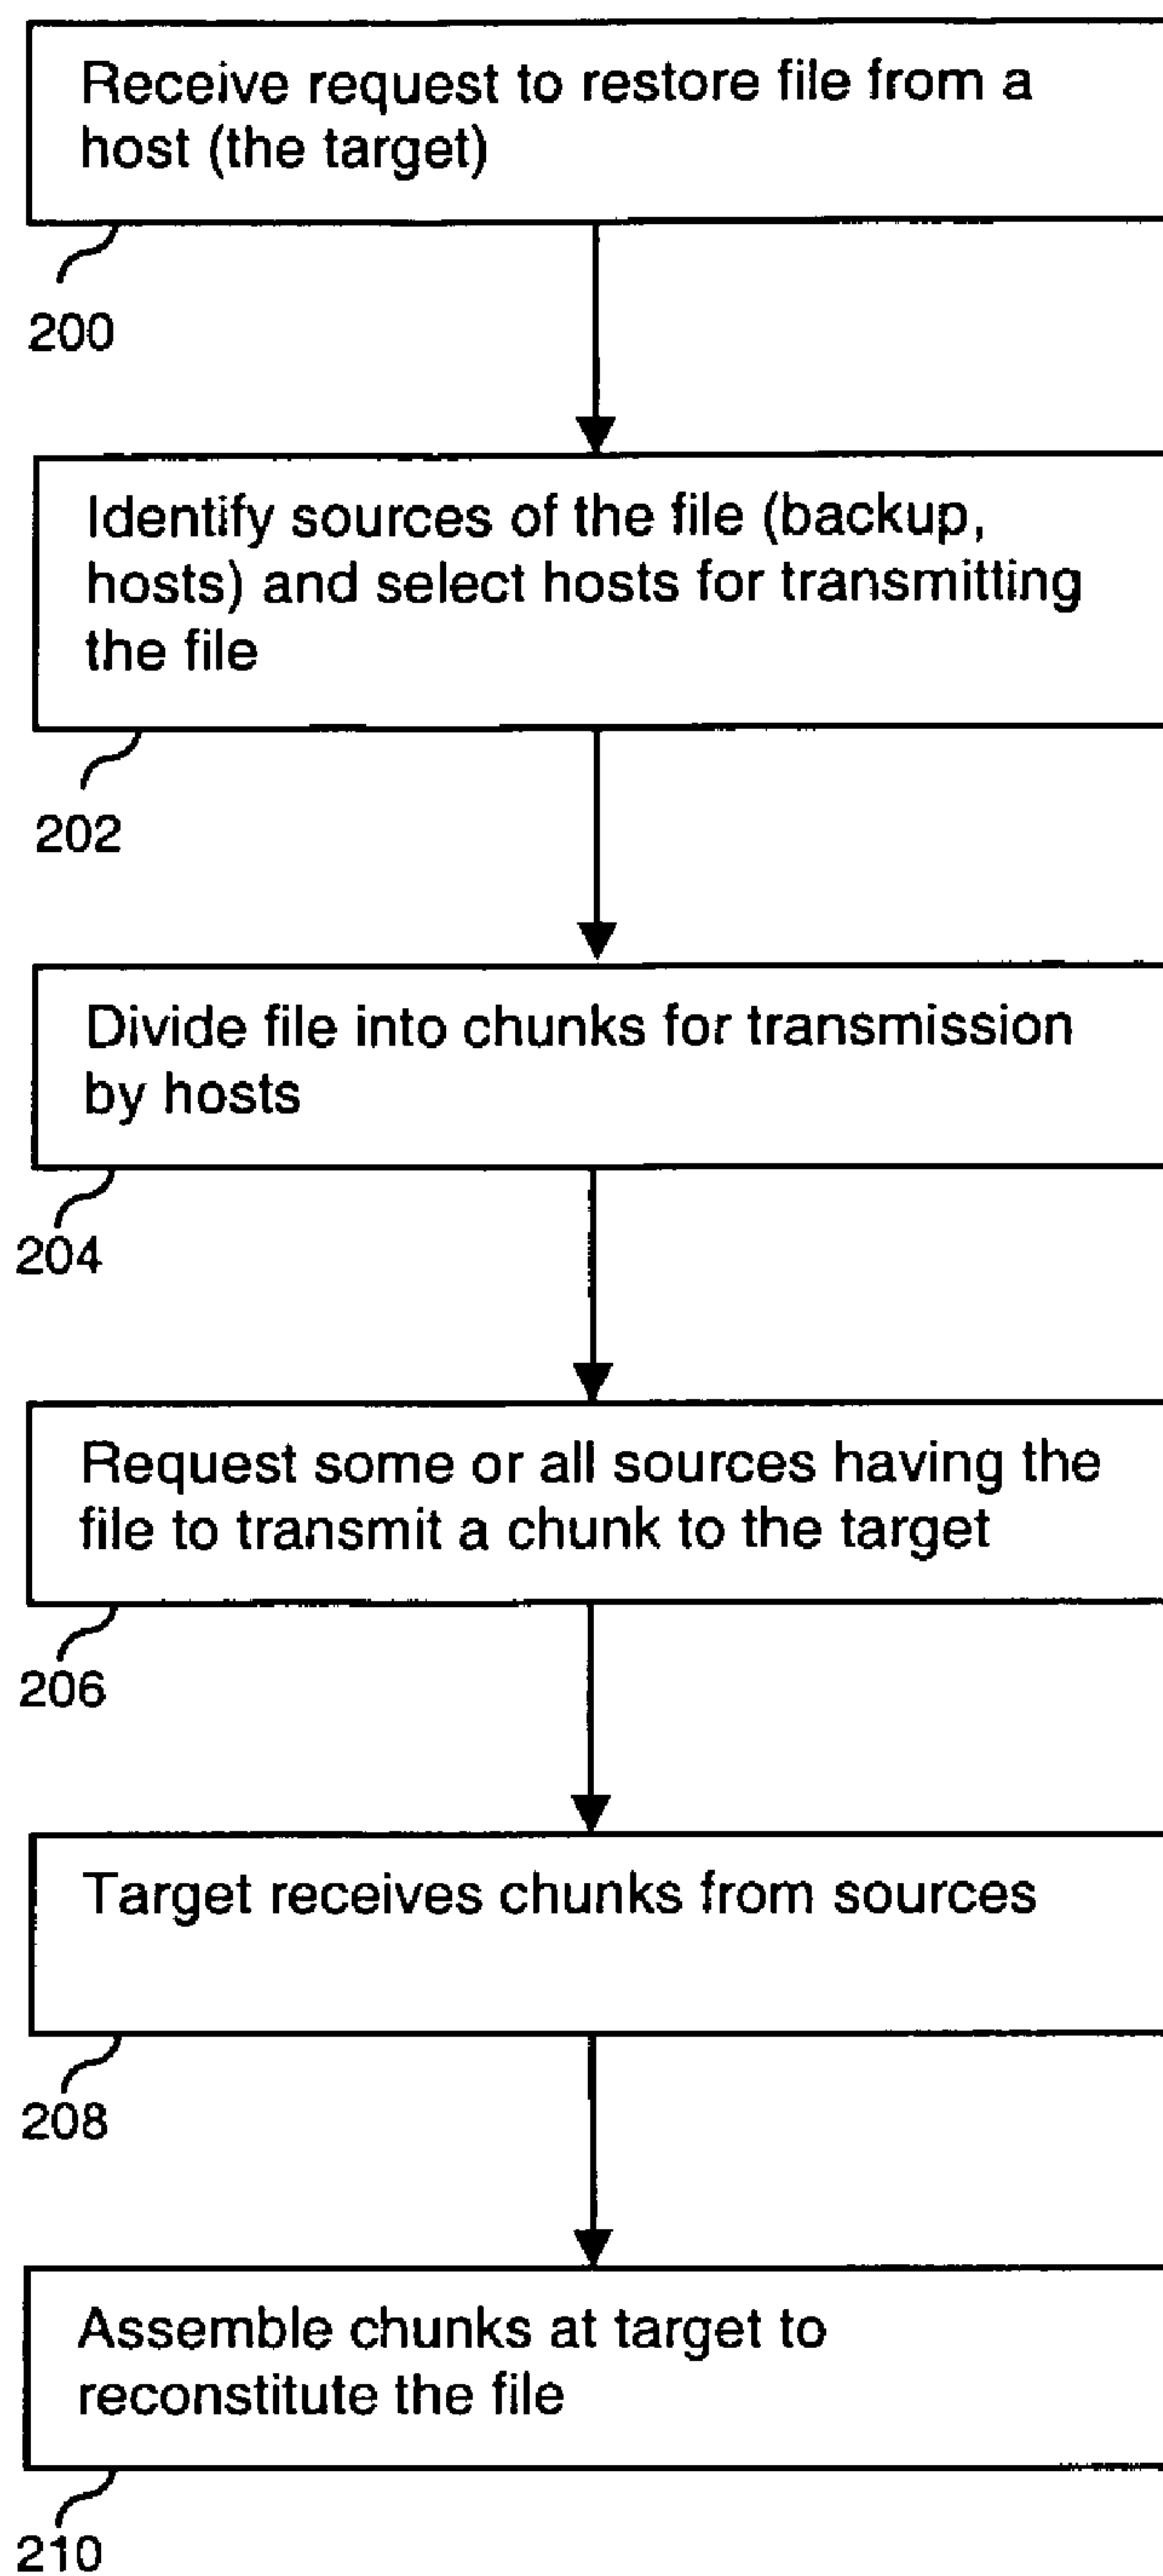 Receive request to restore file from a
host (the target)
200
Identify sources of the file (backup,
hosts) and select hosts for transmitting
the file
202
Divide file into chunks for transmission
by hosts
204
Request some or all sources having the
file to transmit a chunk to the target
206
Target receives chunks from sources
208
Assemble chunks at target to
reconstitute the file
210